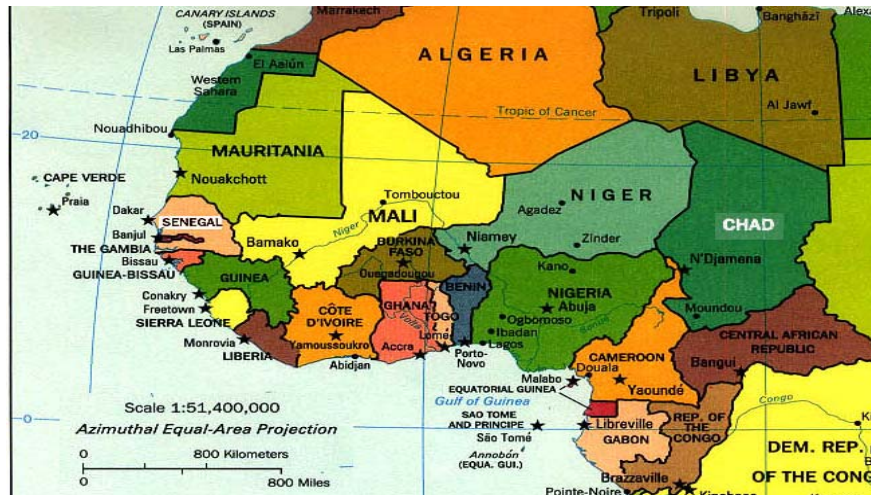 CANARY ISLANDS
(SPAIN)
Las Palmas
Marrakech
Tripoli
Banghāzī
El Aaiún
ALGERIA
LIBYA
Western
Sahara
Al Jawf
Tropic of Cancer
20
Nouadhibou
MAURITANIA
Nouakchott
CAPE VERDE
Praia
Tombouctou
NIGER
Agadez
CHAD
Dakar
SENEGAL
MALI
Niger
Banjul
THE GAMBIA
Bamako
BURKINA
FASO
Niamey
Zinder
Bissau
GUINEA-BISSAU
Ouagadougou
Kano
N'Djamena
GUINEA
BENIN
NIGERIA
Abuja
Conakry
Freetown
SIERRA LEONE
CÔTE
D'IVOIRE
GHANA
TOGO
Volta
Ogbomoso
Ibadan
Benue
Moundou
Monrovia
LIBERIA
Yamoussoukro
Accra
Lomé
Lagos
Porto-
Novo
CENTRAL AFRICAN
REPUBLIC
Abidjan
CAMEROON
Douala
Bangui
Malabo
Yaoundé
EQUATORIAL GUINEA
Gulf of Guinea
0
Scale 1:51,400,000
Azimuthal Equal-Area Projection
SAO TOME
AND PRINCIPE
São Tomé
Libreville
GABON
REP. OF
THE
CONGO
Congo
Annobón
(EQUA. GUI.)
DEM. REP.
OF THE CONG
0
800 Kilometers
0
800 Miles
Brazzaville
Pointe-Noire